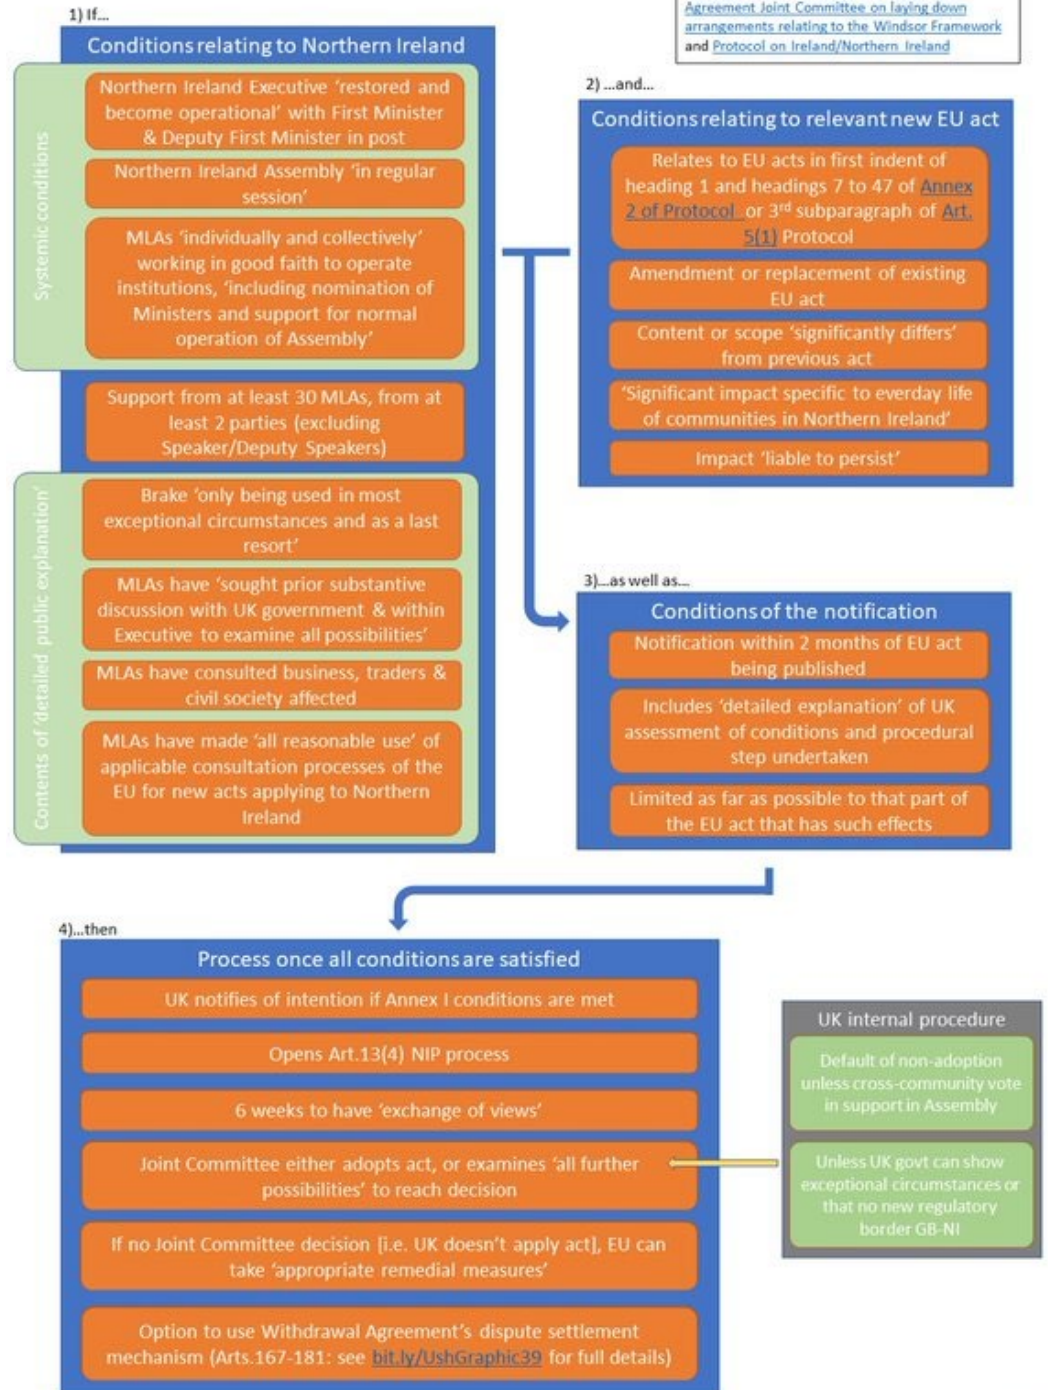 Agreement Joint Committee on laying down
arrangements relating to the Windsor Framework
and Protocol on Ireland/Northern Ireland
1) If...
Conditions relating to Northern Ireland
Systemic conditions
Northern Ireland Executive ‘restored and
become operational’ with First Minister
& Deputy First Minister in post
Northern Ireland Assembly ‘in regular
session’
MLAs ‘individually and collectively’
working in good faith to operate
institutions, ‘including nomination of
Ministers and support for normal
operation of Assembly’
Support from at least 30 MLAs, from at
least 2 parties (excluding
Speaker/Deputy Speakers)
Contents of ‘detailed public explanation’
Brake ‘only being used in most
exceptional circumstances and as a last
resort’
MLAs have ‘sought prior substantive
discussion with UK government & within
Executive to examine all possibilities’
MLAs have consulted business, traders &
civil society affected
MLAs have made ‘all reasonable use’ of
applicable consultation processes of the
EU for new acts applying to Northern
Ireland
2) ...and...
Conditions relating to relevant new EU act
Relates to EU acts in first indent of
heading 1 and headings 7 to 47 of Annex
2 of Protocol or 3rd subparagraph of Art.
5(1) Protocol
Amendment or replacement of existing
EU act
Content or scope ‘significantly differs’
from previous act
‘Significant impact specific to everday life
of communities in Northern Ireland’
Impact ‘liable to persist’
3)...as well as...
Conditions of the notification
Notification within 2 months of EU act
being published
Includes ‘detailed explanation’ of UK
assessment of conditions and procedural
step undertaken
Limited as far as possible to that part of
the EU act that has such effects
4)...then
Process once all conditions are satisfied
UK notifies of intention if Annex I conditions are met
Opens Art.13(4) NIP process
6 weeks to have ‘exchange of views’
Joint Committee either adopts act, or examines ‘all further
possibilities’ to reach decision
If no Joint Committee decision [i.e. UK doesn’t apply act], EU can
take ‘appropriate remedial measures’
Option to use Withdrawal Agreement’s dispute settlement
mechanism (Arts.167-181: see bit.ly/UshGraphic39 for full details)
UK internal procedure
Default of non-adoption
unless cross-community vote
in support in Assembly
Unless UK govt can show
exceptional circumstances or
that no new regulatory
border GB-NI